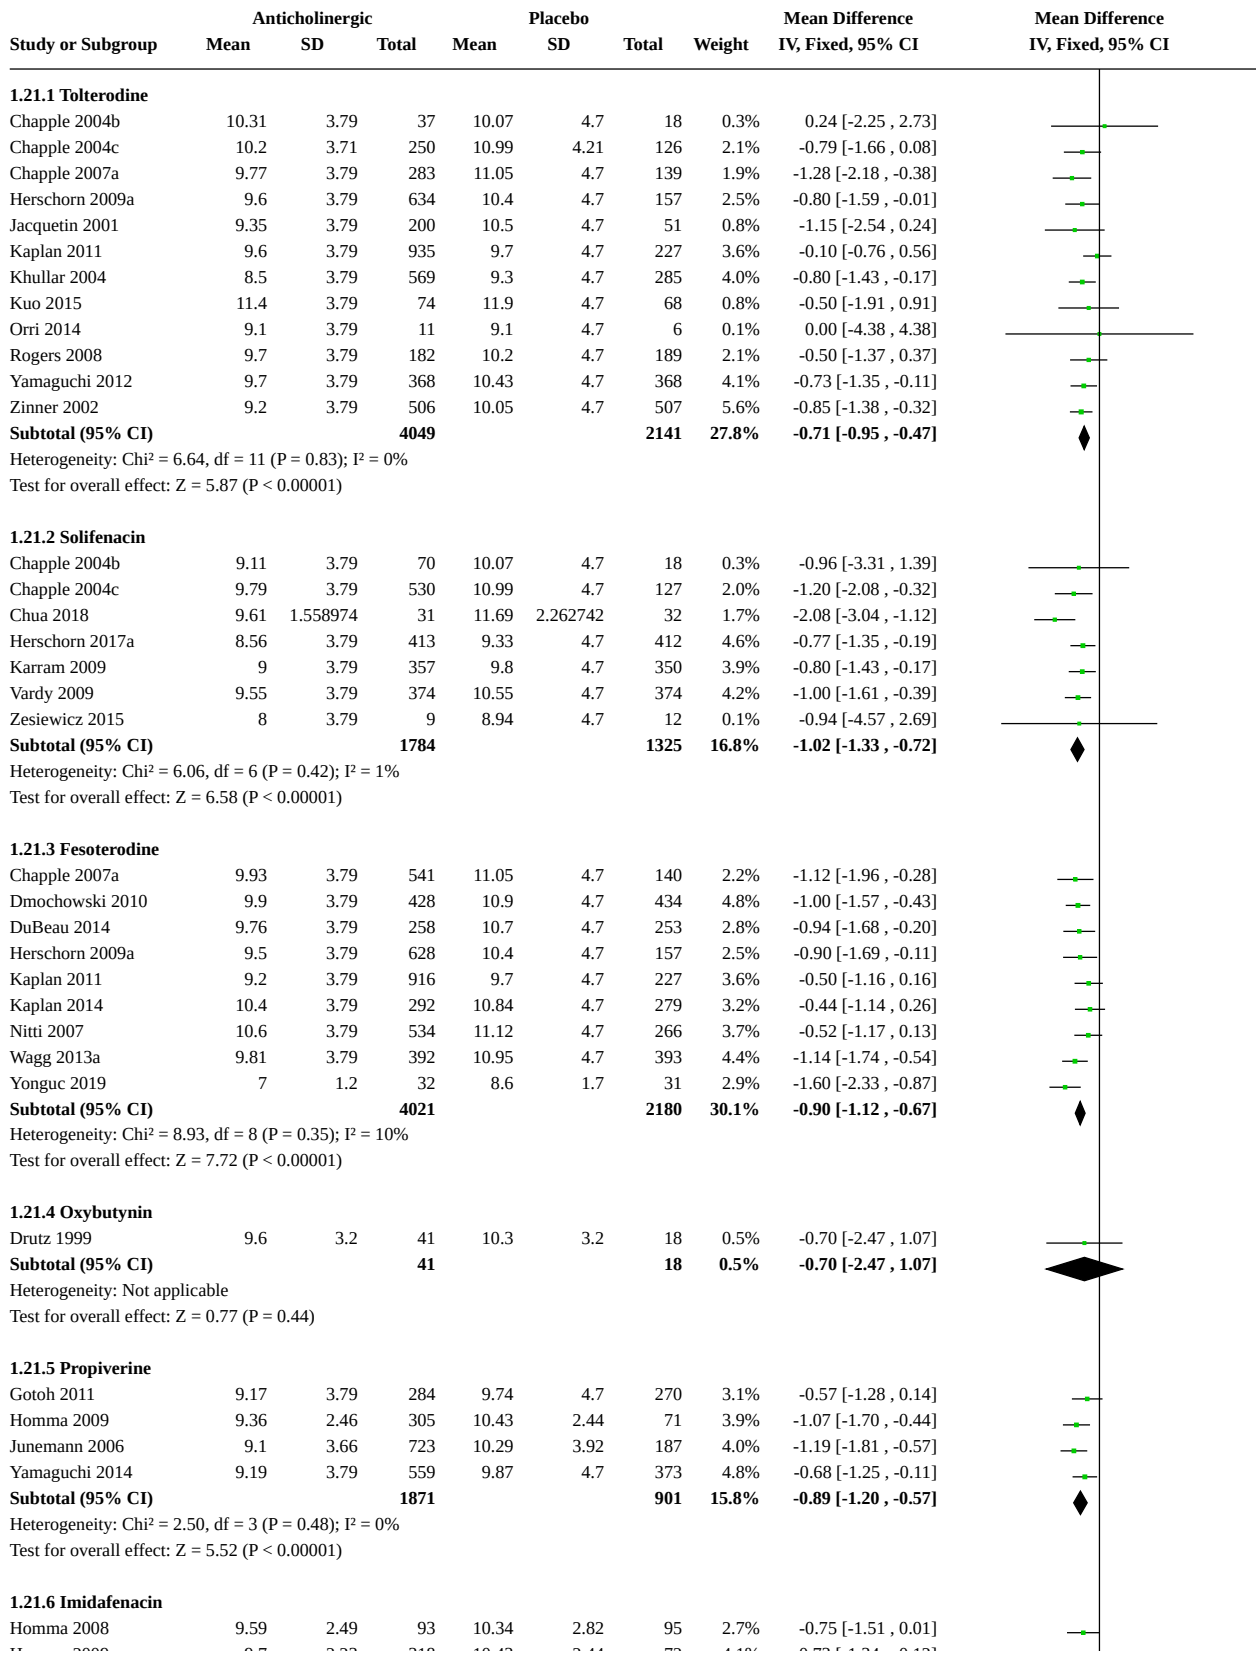 Anticholinergic Placebo Mean Difference Mean Difference
Study or Subgroup Mean SD Total Mean SD Total Weight IV, Fixed, 95% CI IV, Fixed, 95% CI
1.21.1 Tolterodine
Chapple 2004b 10.31 3.79 37 10.07 4.7 18 0.3% 0.24 [-2.25 , 2.73]
Chapple 2004c 10.2 3.71 250 10.99 4.21 126 2.1% -0.79 [-1.66 , 0.08]
Chapple 2007a 9.77 3.79 283 11.05 4.7 139 1.9% -1.28 [-2.18 , -0.38]
Herschorn 2009a 9.6 3.79 634 10.4 4.7 157 2.5% -0.80 [-1.59 , -0.01]
Jacquetin 2001 9.35 3.79 200 10.5 4.7 51 0.8% -1.15 [-2.54 , 0.24]
Kaplan 2011 9.6 3.79 935 9.7 4.7 227 3.6% -0.10 [-0.76 , 0.56]
Khullar 2004 8.5 3.79 569 9.3 4.7 285 4.0% -0.80 [-1.43 , -0.17]
Kuo 2015 11.4 3.79 74 11.9 4.7 68 0.8% -0.50 [-1.91 , 0.91]
Orri 2014 9.1 3.79 11 9.1 4.7 6 0.1% 0.00 [-4.38 , 4.38]
Rogers 2008 9.7 3.79 182 10.2 4.7 189 2.1% -0.50 [-1.37 , 0.37]
Yamaguchi 2012 9.7 3.79 368 10.43 4.7 368 4.1% -0.73 [-1.35 , -0.11]
Zinner 2002 9.2 3.79 506 10.05 4.7 507 5.6% -0.85 [-1.38 , -0.32]
Subtotal (95% CI) 4049 2141 27.8% -0.71 [-0.95 , -0.47]
Heterogeneity: Chi² = 6.64, df = 11 (P = 0.83); I² = 0%
Test for overall effect: Z = 5.87 (P < 0.00001)
1.21.2 Solifenacin
Chapple 2004b 9.11 3.79 70 10.07 4.7 18 0.3% -0.96 [-3.31 , 1.39]
Chapple 2004c 9.79 3.79 530 10.99 4.7 127 2.0% -1.20 [-2.08 , -0.32]
Chua 2018 9.61 1.558974 31 11.69 2.262742 32 1.7% -2.08 [-3.04 , -1.12]
Herschorn 2017a 8.56 3.79 413 9.33 4.7 412 4.6% -0.77 [-1.35 , -0.19]
Karram 2009 9 3.79 357 9.8 4.7 350 3.9% -0.80 [-1.43 , -0.17]
Vardy 2009 9.55 3.79 374 10.55 4.7 374 4.2% -1.00 [-1.61 , -0.39]
Zesiewicz 2015 8 3.79 9 8.94 4.7 12 0.1% -0.94 [-4.57 , 2.69]
Subtotal (95% CI) 1784 1325 16.8% -1.02 [-1.33 , -0.72]
Heterogeneity: Chi² = 6.06, df = 6 (P = 0.42); I² = 1%
Test for overall effect: Z = 6.58 (P < 0.00001)
1.21.3 Fesoterodine
Chapple 2007a 9.93 3.79 541 11.05 4.7 140 2.2% -1.12 [-1.96 , -0.28]
Dmochowski 2010 9.9 3.79 428 10.9 4.7 434 4.8% -1.00 [-1.57 , -0.43]
DuBeau 2014 9.76 3.79 258 10.7 4.7 253 2.8% -0.94 [-1.68 , -0.20]
Herschorn 2009a 9.5 3.79 628 10.4 4.7 157 2.5% -0.90 [-1.69 , -0.11]
Kaplan 2011 9.2 3.79 916 9.7 4.7 227 3.6% -0.50 [-1.16 , 0.16]
Kaplan 2014 10.4 3.79 292 10.84 4.7 279 3.2% -0.44 [-1.14 , 0.26]
Nitti 2007 10.6 3.79 534 11.12 4.7 266 3.7% -0.52 [-1.17 , 0.13]
Wagg 2013a 9.81 3.79 392 10.95 4.7 393 4.4% -1.14 [-1.74 , -0.54]
Yonguc 2019 7 1.2 32 8.6 1.7 31 2.9% -1.60 [-2.33 , -0.87]
Subtotal (95% CI) 4021 2180 30.1% -0.90 [-1.12 , -0.67]
Heterogeneity: Chi² = 8.93, df = 8 (P = 0.35); I² = 10%
Test for overall effect: Z = 7.72 (P < 0.00001)
1.21.4 Oxybutynin
Drutz 1999 9.6 3.2 41 10.3 3.2 18 0.5% -0.70 [-2.47 , 1.07]
Subtotal (95% CI) 41 18 0.5% -0.70 [-2.47 , 1.07]
Heterogeneity: Not applicable
Test for overall effect: Z = 0.77 (P = 0.44)
1.21.5 Propiverine
Gotoh 2011 9.17 3.79 284 9.74 4.7 270 3.1% -0.57 [-1.28 , 0.14]
Homma 2009 9.36 2.46 305 10.43 2.44 71 3.9% -1.07 [-1.70 , -0.44]
Junemann 2006 9.1 3.66 723 10.29 3.92 187 4.0% -1.19 [-1.81 , -0.57]
Yamaguchi 2014 9.19 3.79 559 9.87 4.7 373 4.8% -0.68 [-1.25 , -0.11]
Subtotal (95% CI) 1871 901 15.8% -0.89 [-1.20 , -0.57]
Heterogeneity: Chi² = 2.50, df = 3 (P = 0.48); I² = 0%
Test for overall effect: Z = 5.52 (P < 0.00001)
1.21.6 Imidafenacin
Homma 2008 9.59 2.49 93 10.34 2.82 95 2.7% -0.75 [-1.51 , 0.01]